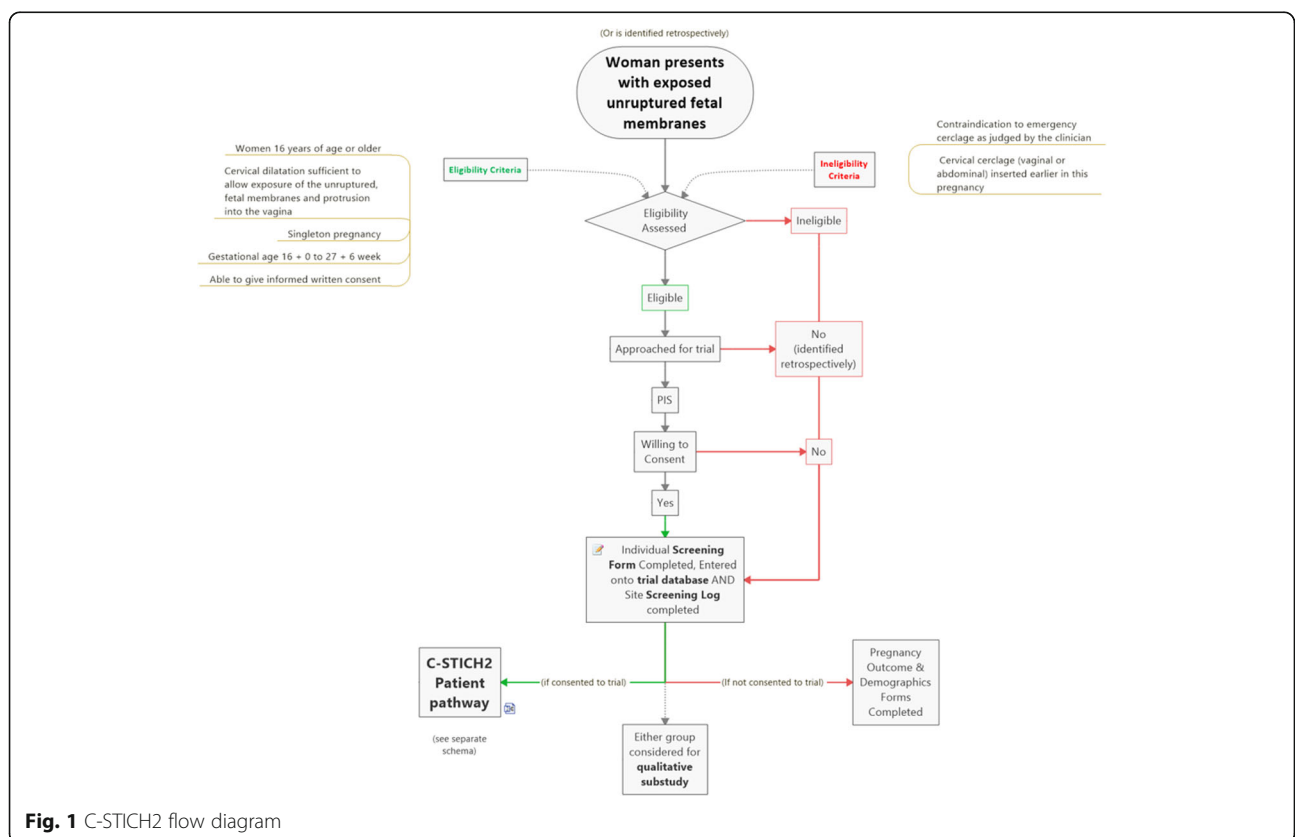 (Or is identified retrospectively)
Woman presents
with exposed
unruptured fetal
membranes
Women 16 years of age or older
Cervical dilatation sufficient to
allow exposure of the unruptured,
fetal membranes and protrusion
into the vagina
Singleton pregnancy
Gestational age 16 + 0 to 27 + 6 week
Able to give informed written consent
Eligibility Criteria
Ineligibility
Criteria
Contraindication to emergency
cerclage as judged by the clinician
Cervical cerclage (vaginal or
abdominal) inserted earlier in this
pregnancy
Eligibility
Assessed
Ineligible
Eligible
Approached for trial
No
(identified
retrospectively)
PIS
Willing to
Consent
No
Yes
Individual Screening
Form Completed, Entered
onto trial database AND
Site Screening Log
completed
C-STICH2
Patient
pathway
(if consented to trial)
(If not consented to trial)
Pregnancy
Outcome &
Demographics
Forms
Completed
(see separate
schema)
Either group
considered for
qualitative
substudy
Fig. 1 C-STICH2 flow diagram